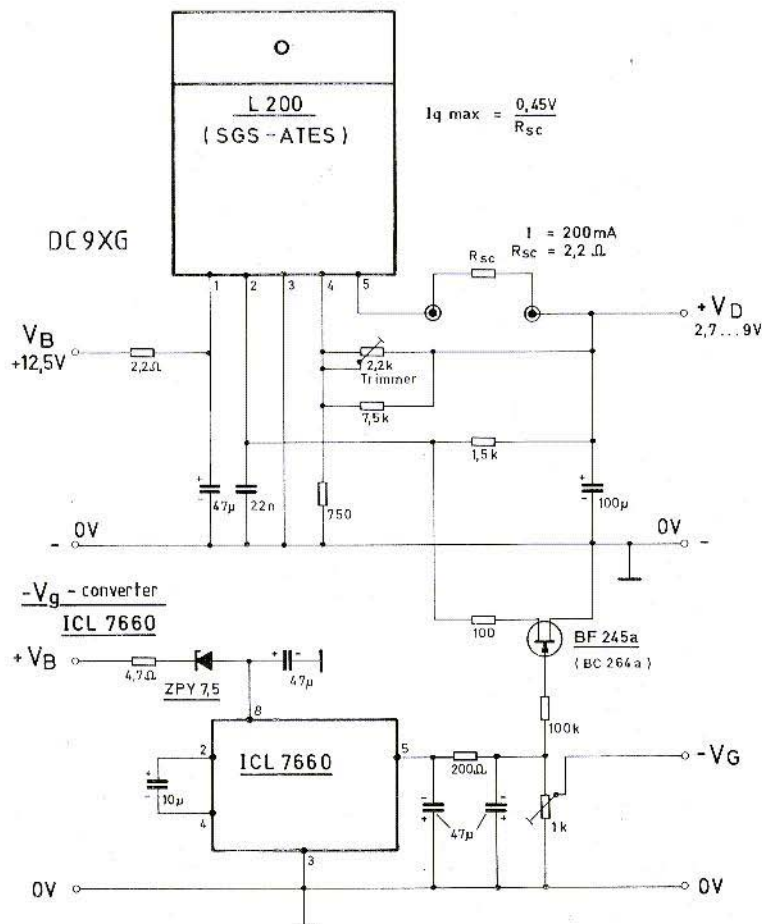 L 200
( SGS - ATES )
Iq max = 0,45V
Rsc
DC 9XG
I = 200mA
Rsc = 2,2 Ω
Rsc
1 2 3 4 5
+VD
2,7...9V
VB
+12,5V
2,2Ω
2,2k
Trimmer
7,5k
1,5k
+
-
47µ
22n
750
+
-
100µ
0V
-
0V
-
-Vg - converter
ICL 7660
+VB
4,7Ω
ZPY 7,5
+ -
47µ
100
BF 245a
( BC 264a )
8
100k
2
ICL 7660
5
200Ω
-VG
+
-
10µ
4
-
+
47µ
-
+
1k
3
0V
0V